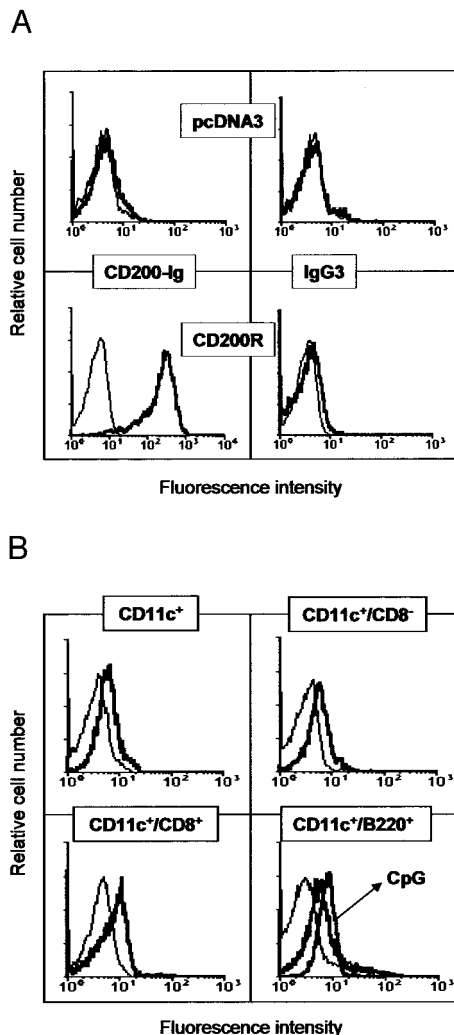 A
Relative cell number
pcDNA3
10⁰ 10¹ 10² 10³
10⁰ 10¹ 10² 10³
CD200-Ig
IgG3
CD200R
10⁰ 10¹ 10² 10³ 10⁴
10⁰ 10¹ 10² 10³
Fluorescence intensity
B
Relative cell number
CD11c⁺
CD11c⁺/CD8⁻
10⁰ 10¹ 10² 10³
10⁰ 10¹ 10² 10³
CD11c⁺/CD8⁺
CD11c⁺/B220⁺
CpG
10⁰ 10¹ 10² 10³
10⁰ 10¹ 10² 10³
Fluorescence intensity